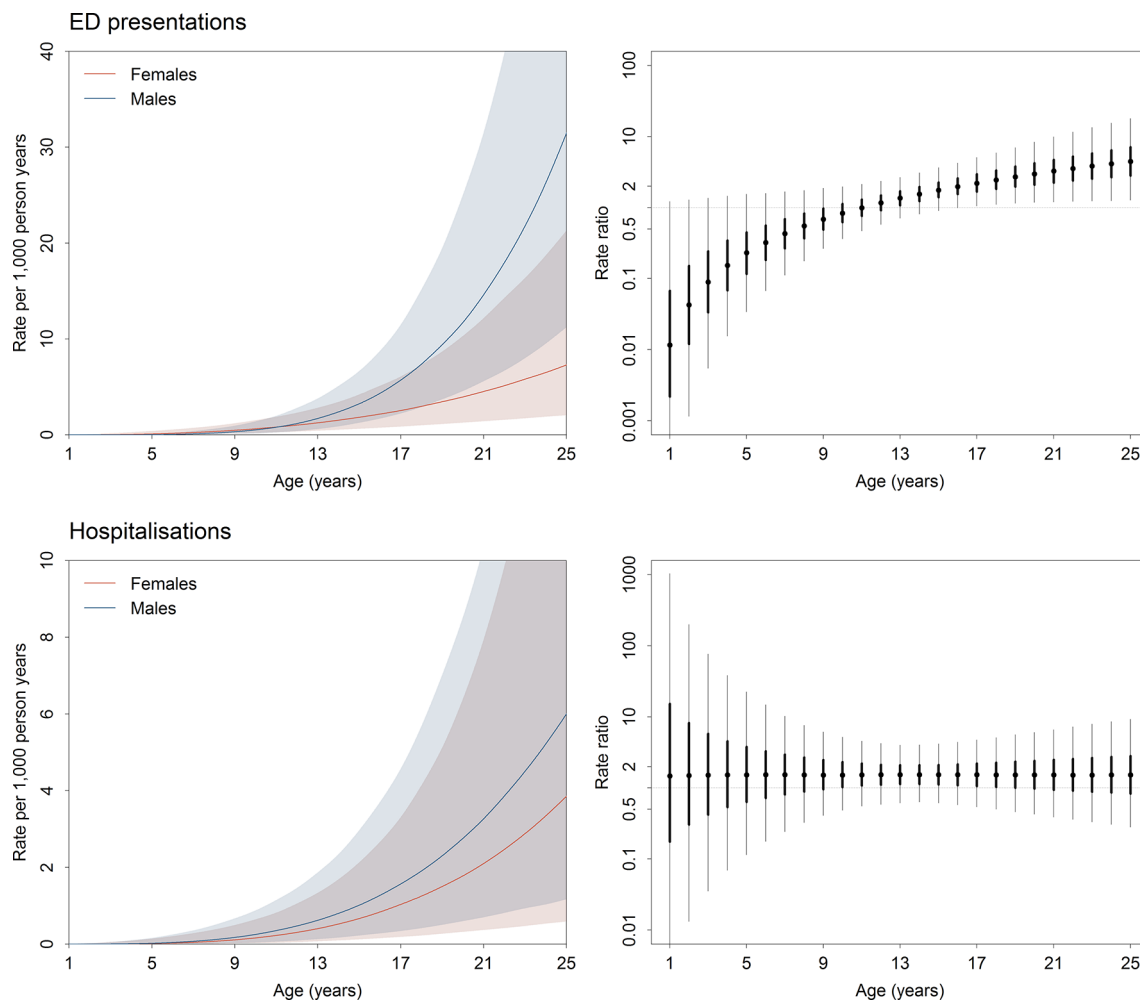 ED presentations
Rate per 1,000 person years
40
30
20
10
0
Females
Males
1 5 9 13 17 21 25
Age (years)
Rate ratio
100
10
2
0.5
0.1
0.01
0.001
1 5 9 13 17 21 25
Age (years)
Hospitalisations
Rate per 1,000 person years
10
8
6
4
2
0
Females
Males
1 5 9 13 17 21 25
Age (years)
Rate ratio
1000
100
10
2
0.5
0.1
0.01
1 5 9 13 17 21 25
Age (years)